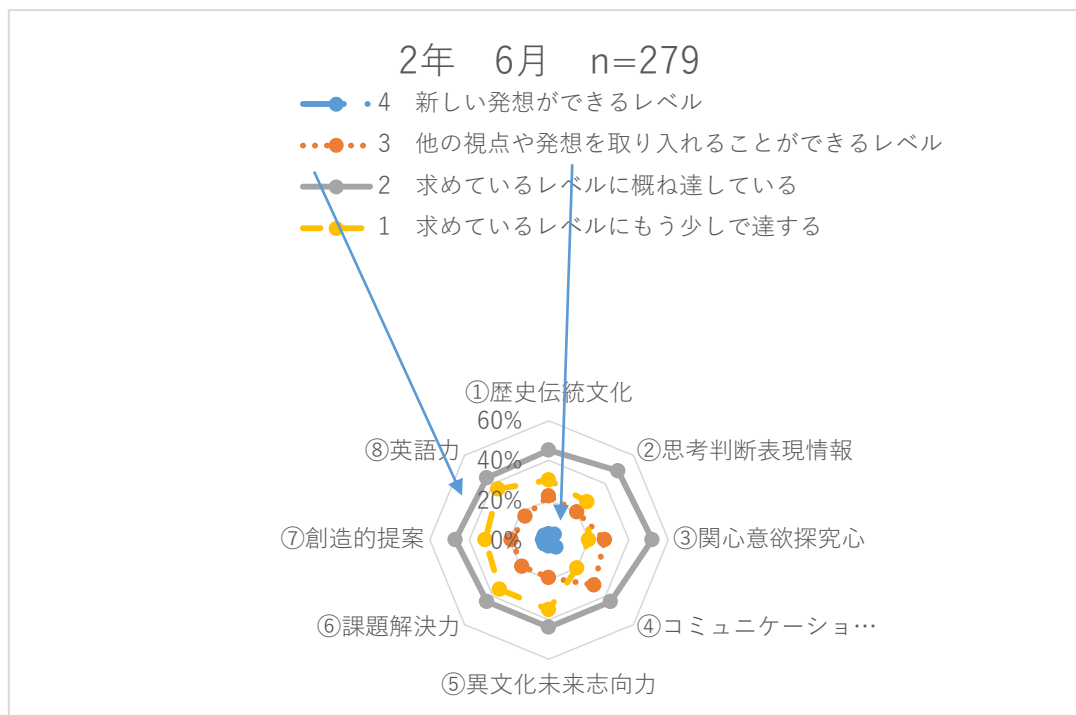 2年　6月　n=279
4　新しい発想ができるレベル
3　他の視点や発想を取り入れることができるレベル
2　求めているレベルに概ね達している
1　求めているレベルにもう少しで達する
①歴史伝統文化
60%
⑧英語力
40%
②思考判断表現情報
20%
⑦創造的提案
0%
③関心意欲探究心
⑥課題解決力
④コミュニケーショ…
⑤異文化未来志向力